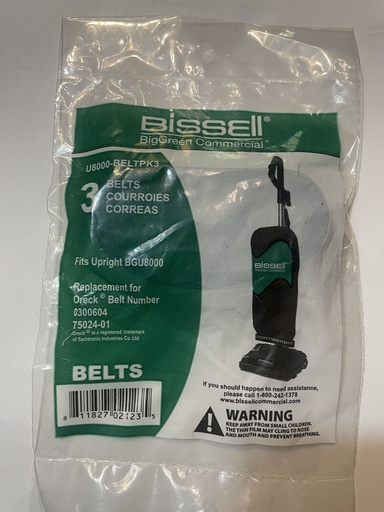 BISSELL®
BigGreen Commercial™
U8000-BELTPK3
3 BELTS
COURROIES
CORREAS
Fits Upright BGU8000
Replacement for
Oreck® Belt Number
0300604
75024-01
Oreck® is a registered trademark
of Techtronic Industries Co. Ltd.
BISSELL
BigGreen Commercial
BELTS
8 11827 02123 5
If you should happen to need assistance,
please call 1-800-242-1378
www.bissellcommercial.com
WARNING
KEEP AWAY FROM SMALL CHILDREN.
THE THIN FILM MAY CLING TO NOSE
AND MOUTH AND PREVENT BREATHING.